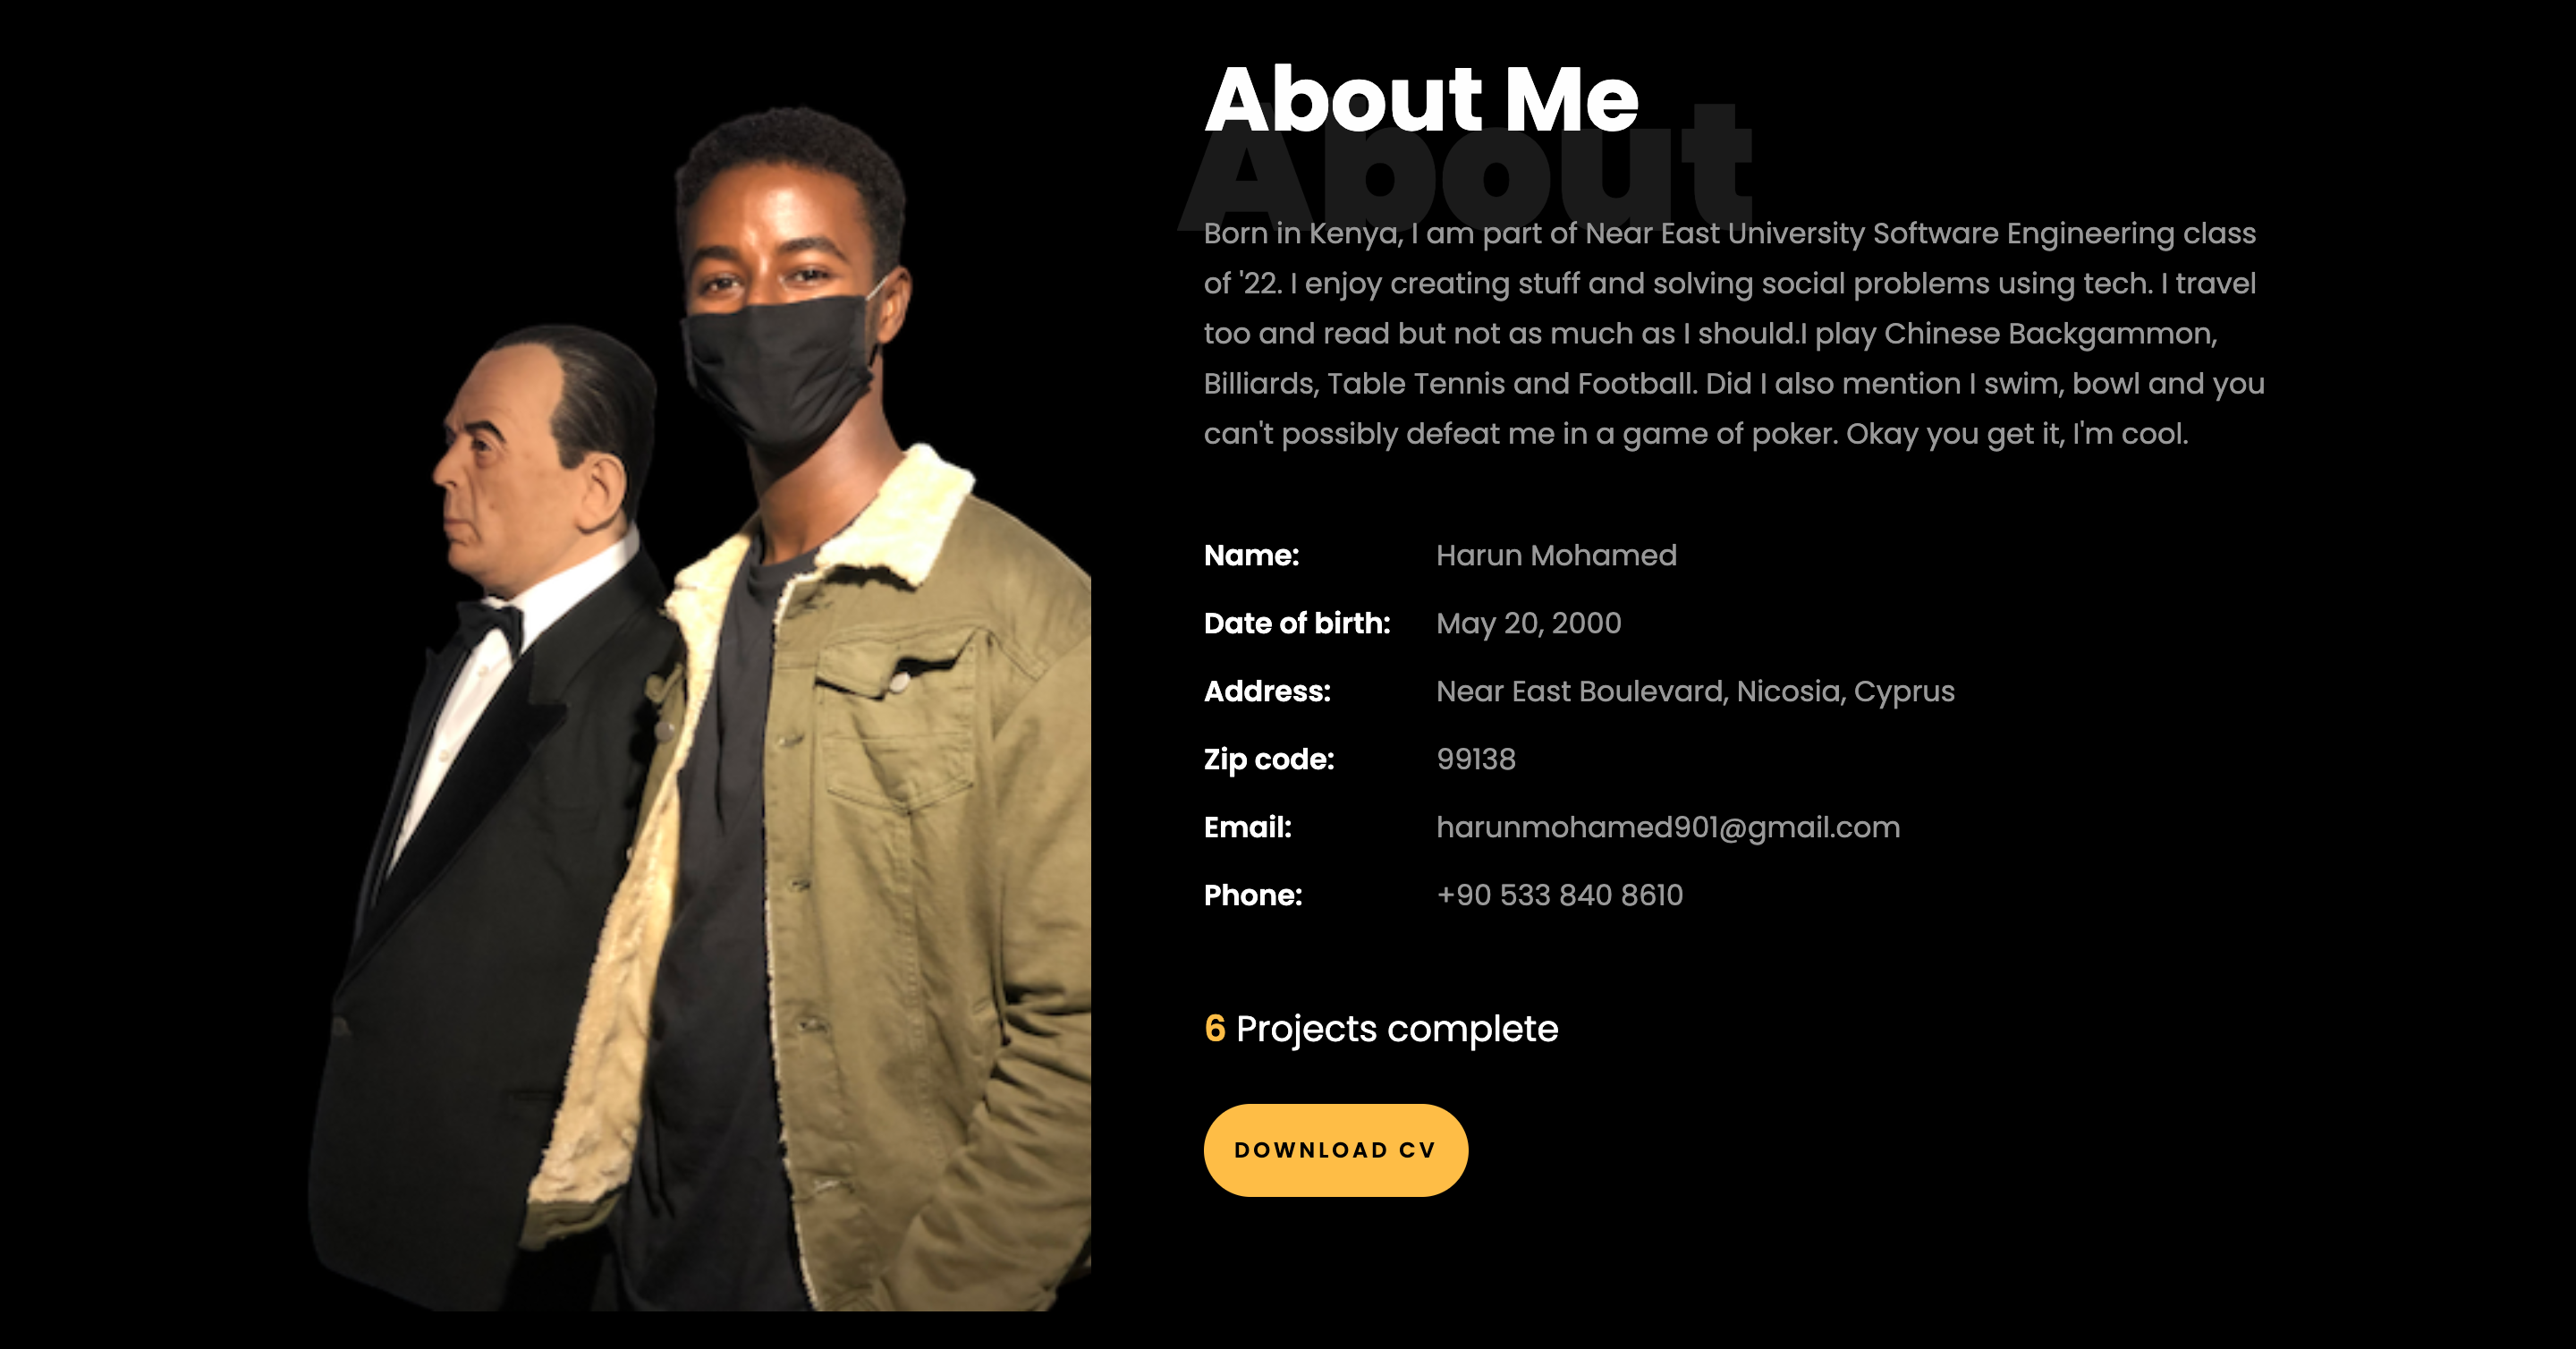 About Me
About
Born in Kenya, I am part of Near East University Software Engineering class
of '22. I enjoy creating stuff and solving social problems using tech. I travel
too and read but not as much as I should.I play Chinese Backgammon,
Billiards, Table Tennis and Football. Did I also mention I swim, bowl and you
can't possibly defeat me in a game of poker. Okay you get it, I'm cool.
Name: Harun Mohamed
Date of birth: May 20, 2000
Address: Near East Boulevard, Nicosia, Cyprus
Zip code: 99138
Email: harunmohamed901@gmail.com
Phone: +90 533 840 8610
6 Projects complete
DOWNLOAD CV